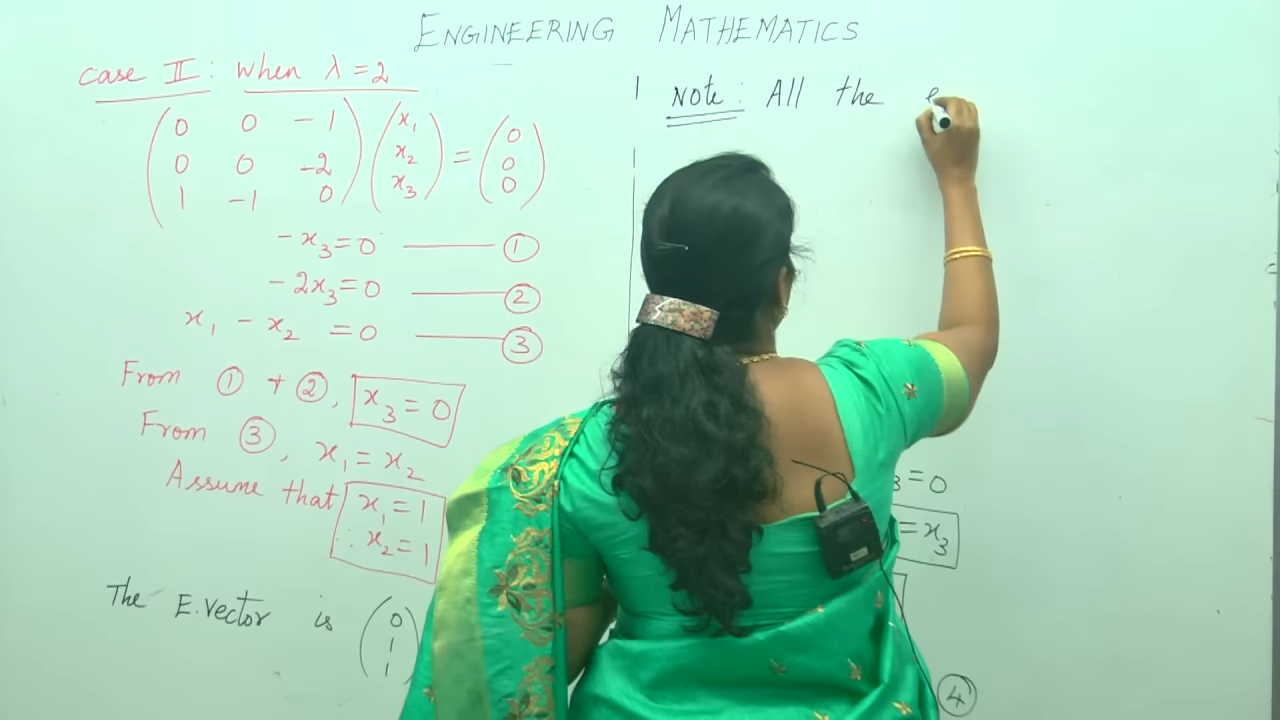 ENGINEERING MATHEMATICS
case II : when λ = 2
( 0 0 -1 ) ( x₁ ) = ( 0 )
( 0 0 -2 ) ( x₂ ) ( 0 )
( 1 -1 0 ) ( x₃ ) ( 0 )
-x₃ = 0 —— ①
-2x₃ = 0 —— ②
x₁ - x₂ = 0 —— ③
From ① + ②, x₃ = 0
From ③, x₁ = x₂
Assume that x₁ = 1
∴ x₂ = 1
The E.vector is ( 0
1
1
Note : All the e
₃ = 0
= x₃
④